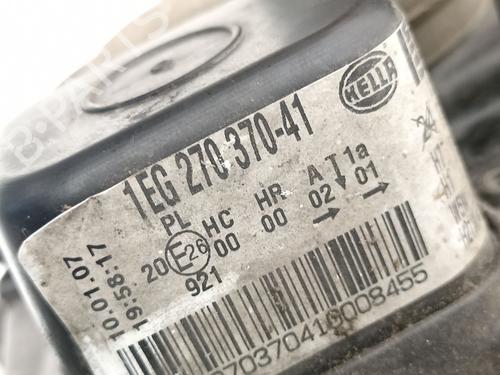 HELLA
1EG 270 370-41
PL HC HR A 1a
20 E26 00 00 02 01
921
10.01.07
19:58:17
B-PARTS